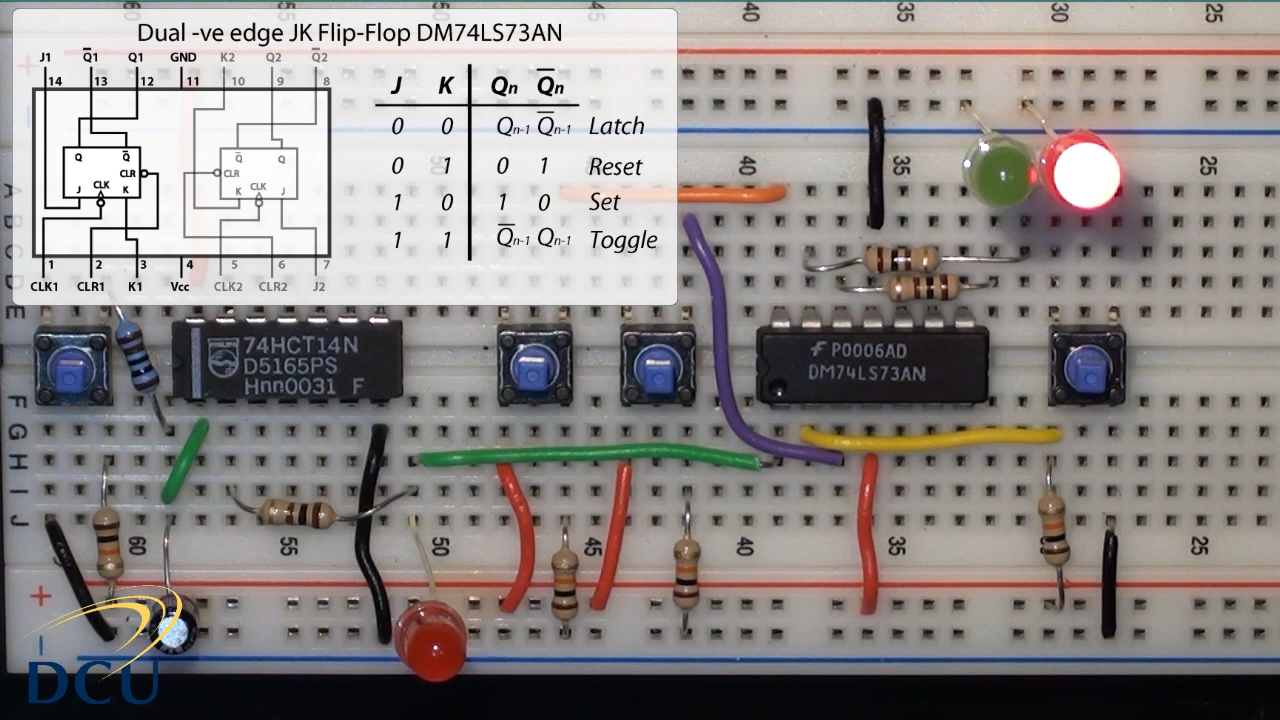 Dual -ve edge JK Flip-Flop DM74LS73AN
J1 Q̅1 Q1 GND K2 Q2 Q̅2
14 13 12 11 10 9 8
Q Q̅ Q̅ Q
CLR CLR
CLK CLK
J K K J
1 2 3 4 5 6 7
CLK1 CLR1 K1 Vcc CLK2 CLR2 J2
J K Qn Q̅n
0 0 Qn-1 Q̅n-1 Latch
0 1 0 1 Reset
1 0 1 0 Set
1 1 Q̅n-1 Qn-1 Toggle
40 35 30 25
40 35 25
A
B
C
D
E
F
G
H
I
J
74HCT14N
D5165PS
Hnn0031 F
P0006AD
DM74LS73AN
60 55 50 45 40 35 25
+
DCU